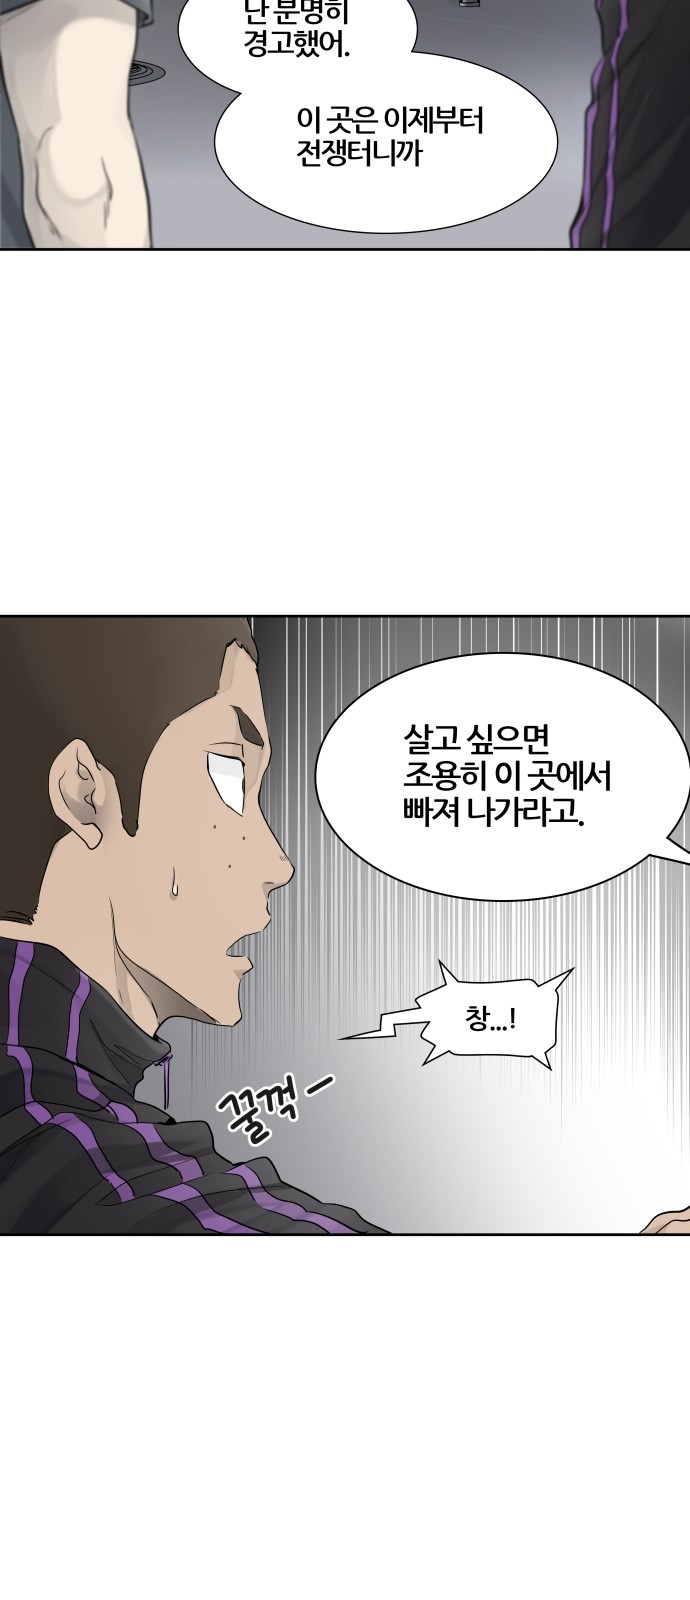 난 분명히
경고했어.
이 곳은 이제부터
전쟁터니까
살고 싶으면
조용히 이 곳에서
빠져 나가라고.
창...!
꿀꺽-